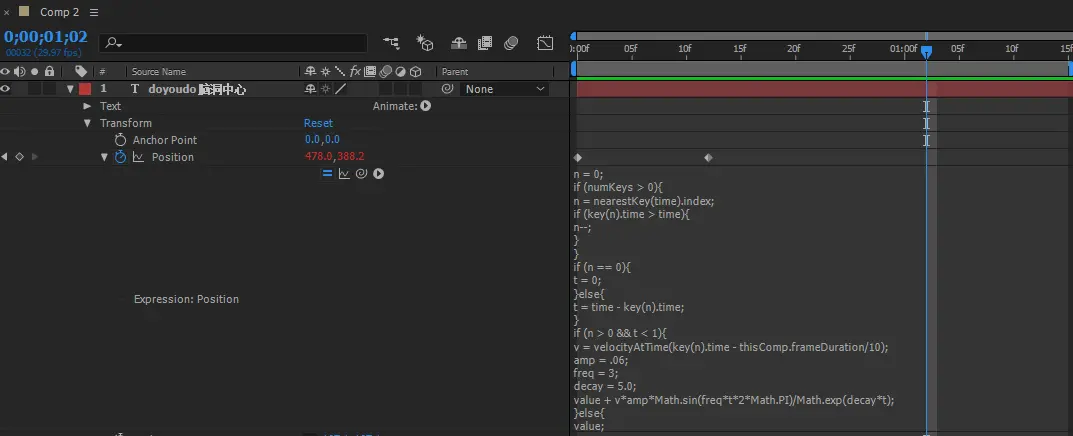 × Comp 2 ☰
0;00;01;02
00032 (29.97 fps)
0:00f 05f 10f 15f 20f 25f 01:00f 05f 10f 15f
# Source Name fx Parent
1 T doyoudo 脑洞中心 None
Text Animate:
Transform Reset
Anchor Point 0.0,0.0
Position 478.0,388.2
n = 0;
if (numKeys > 0){
n = nearestKey(time).index;
if (key(n).time > time){
n--;
}
}
if (n == 0){
t = 0;
}else{
Expression: Position
t = time - key(n).time;
}
if (n > 0 && t < 1){
v = velocityAtTime(key(n).time - thisComp.frameDuration/10);
amp = .06;
freq = 3;
decay = 5.0;
value + v*amp*Math.sin(freq*t*2*Math.PI)/Math.exp(decay*t);
}else{
value;